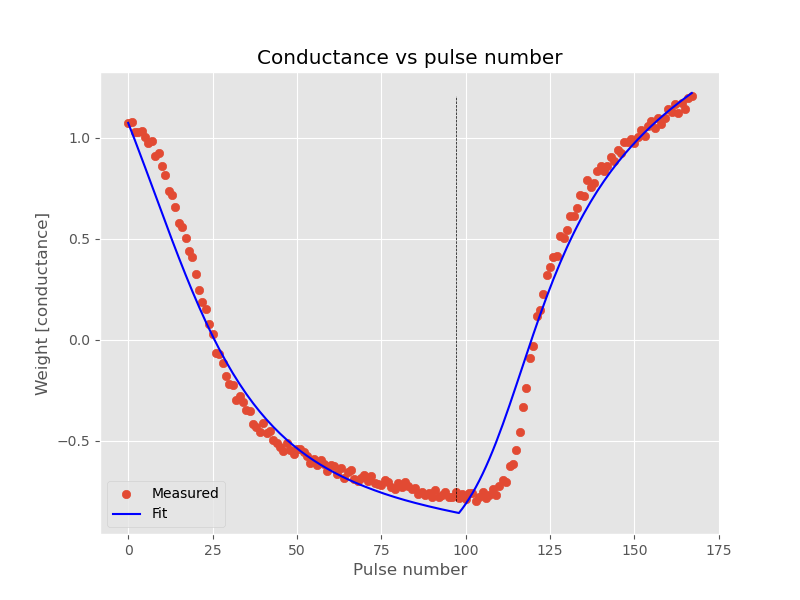 Conductance vs pulse number
Weight [conductance]
1.0
0.5
0.0
−0.5
Measured
Fit
0 25 50 75 100 125 150 175
Pulse number